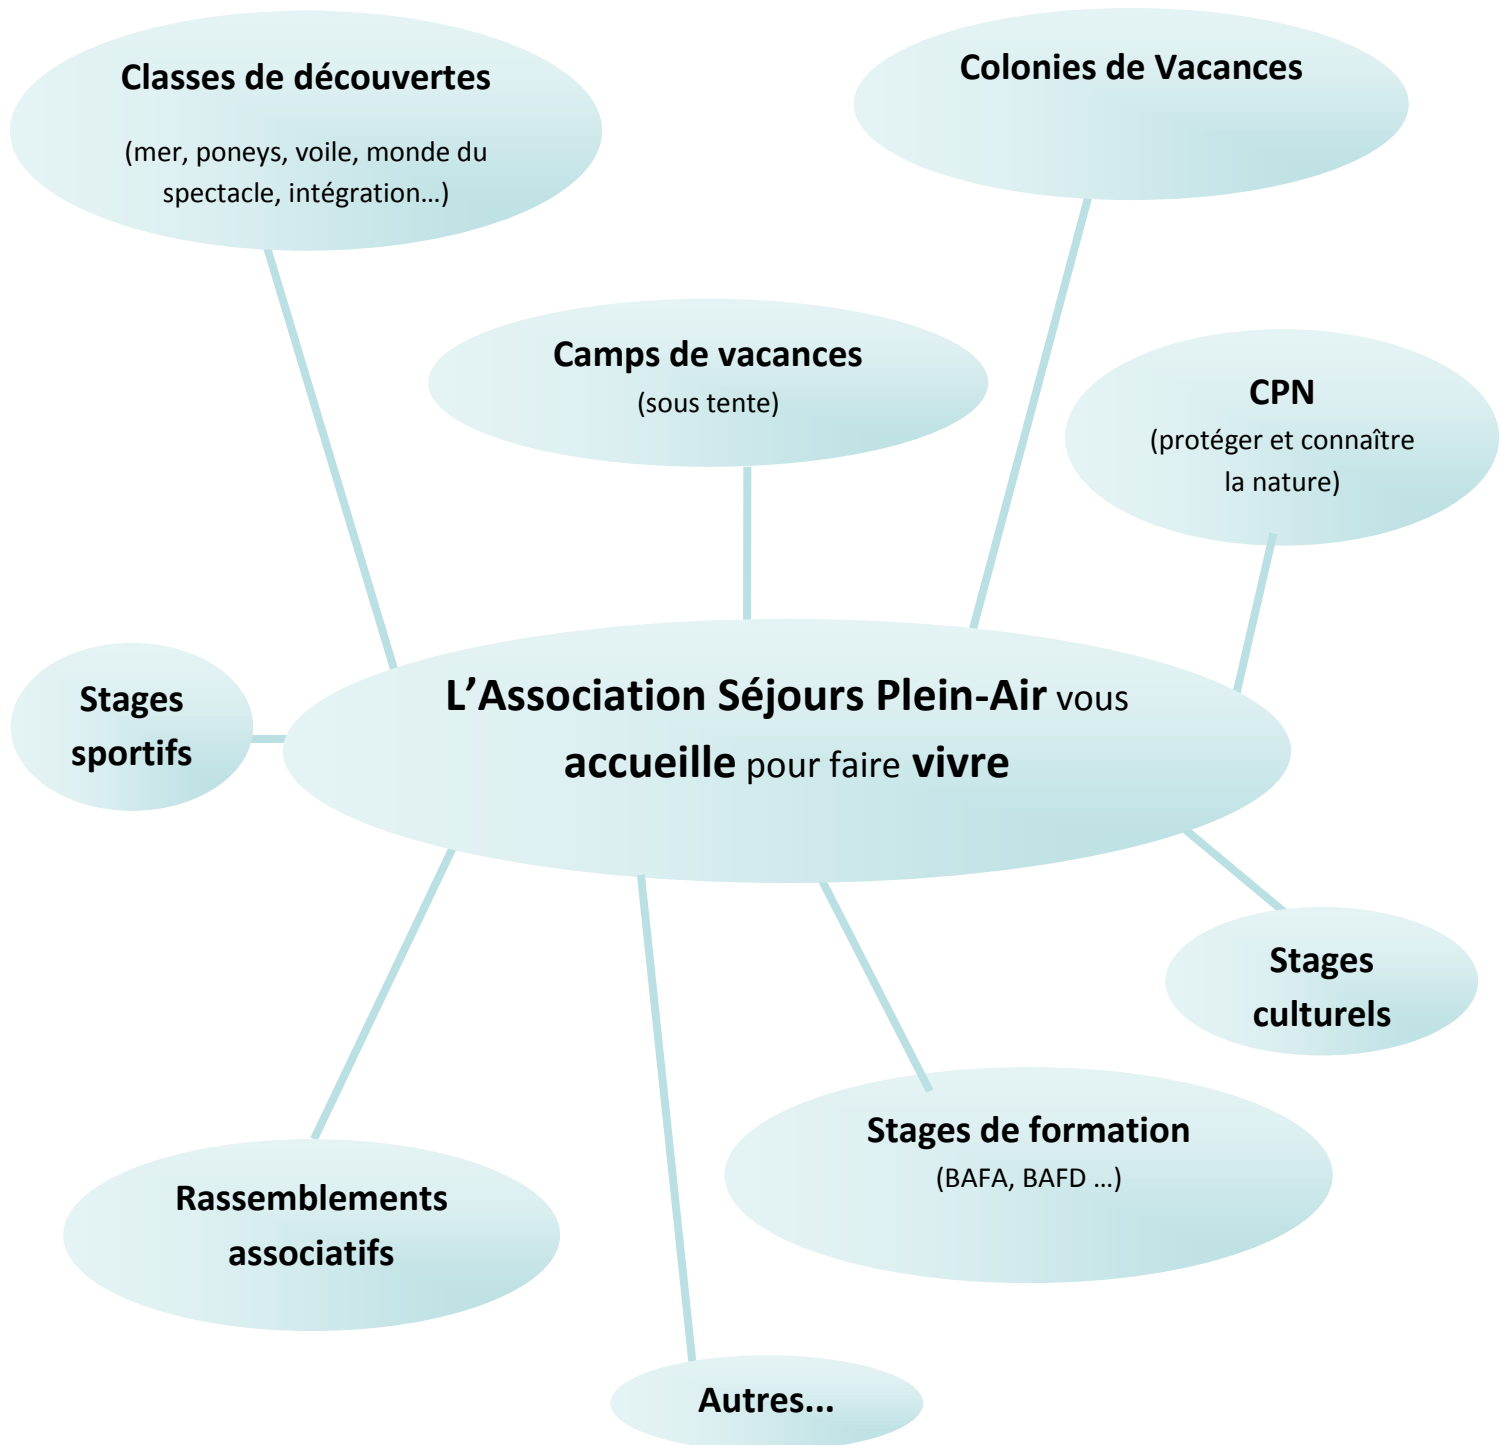 Classes de découvertes
(mer, poneys, voile, monde du
spectacle, intégration…)
Colonies de Vacances
Camps de vacances
(sous tente)
CPN
(protéger et connaître
la nature)
Stages
sportifs
L’Association Séjours Plein-Air vous
accueille pour faire vivre
Stages
culturels
Stages de formation
(BAFA, BAFD …)
Rassemblements
associatifs
Autres...